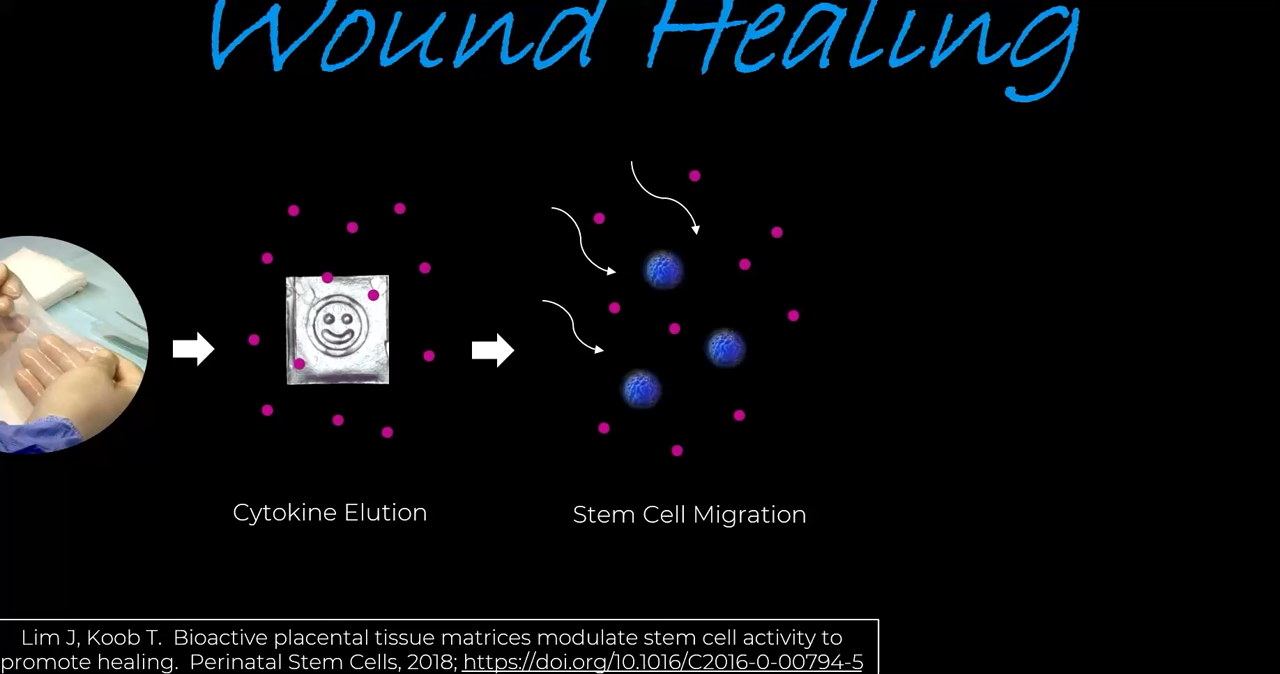 Wound Healing
Cytokine Elution
Stem Cell Migration
Lim J, Koob T. Bioactive placental tissue matrices modulate stem cell activity to
promote healing. Perinatal Stem Cells, 2018; https://doi.org/10.1016/C2016-0-00794-5